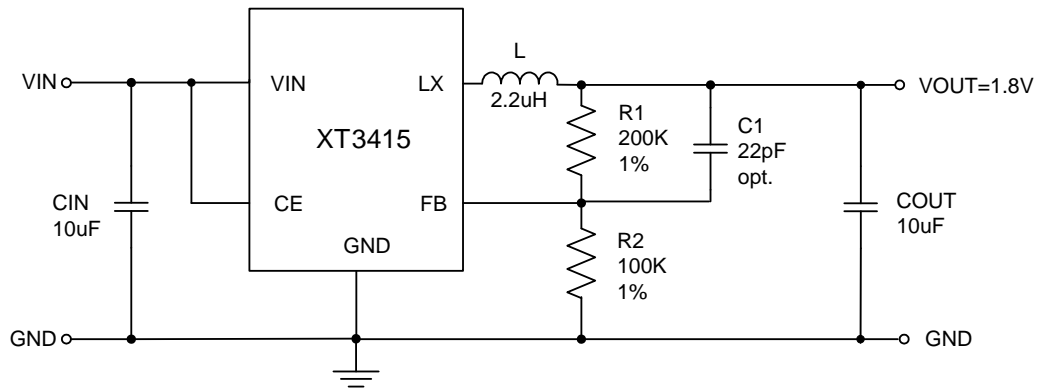 L
VIN
VIN
LX
VOUT=1.8V
2.2uH
R1
200K
1%
C1
22pF
opt.
XT3415
CIN
10uF
CE
FB
COUT
10uF
GND
R2
100K
1%
GND
GND